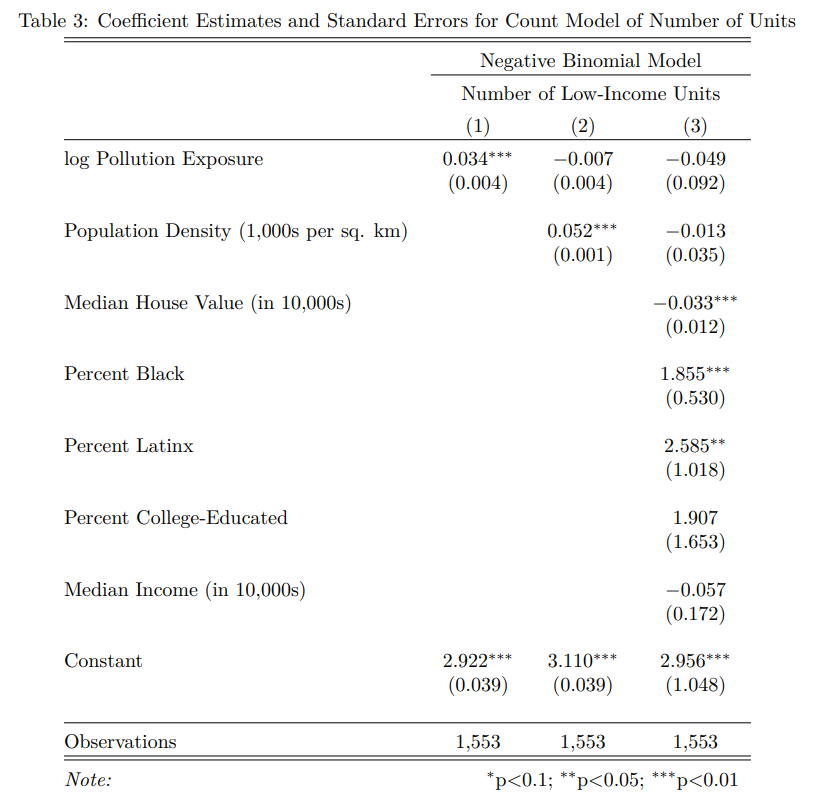 Table 3: Coefficient Estimates and Standard Errors for Count Model of Number of Units
Negative Binomial Model
Number of Low-Income Units
(1) (2) (3)
log Pollution Exposure 0.034*** −0.007 −0.049
(0.004) (0.004) (0.092)
Population Density (1,000s per sq. km) 0.052*** −0.013
(0.001) (0.035)
Median House Value (in 10,000s) −0.033***
(0.012)
Percent Black 1.855***
(0.530)
Percent Latinx 2.585**
(1.018)
Percent College-Educated 1.907
(1.653)
Median Income (in 10,000s) −0.057
(0.172)
Constant 2.922*** 3.110*** 2.956***
(0.039) (0.039) (1.048)
Observations 1,553 1,553 1,553
Note: *p<0.1; **p<0.05; ***p<0.01